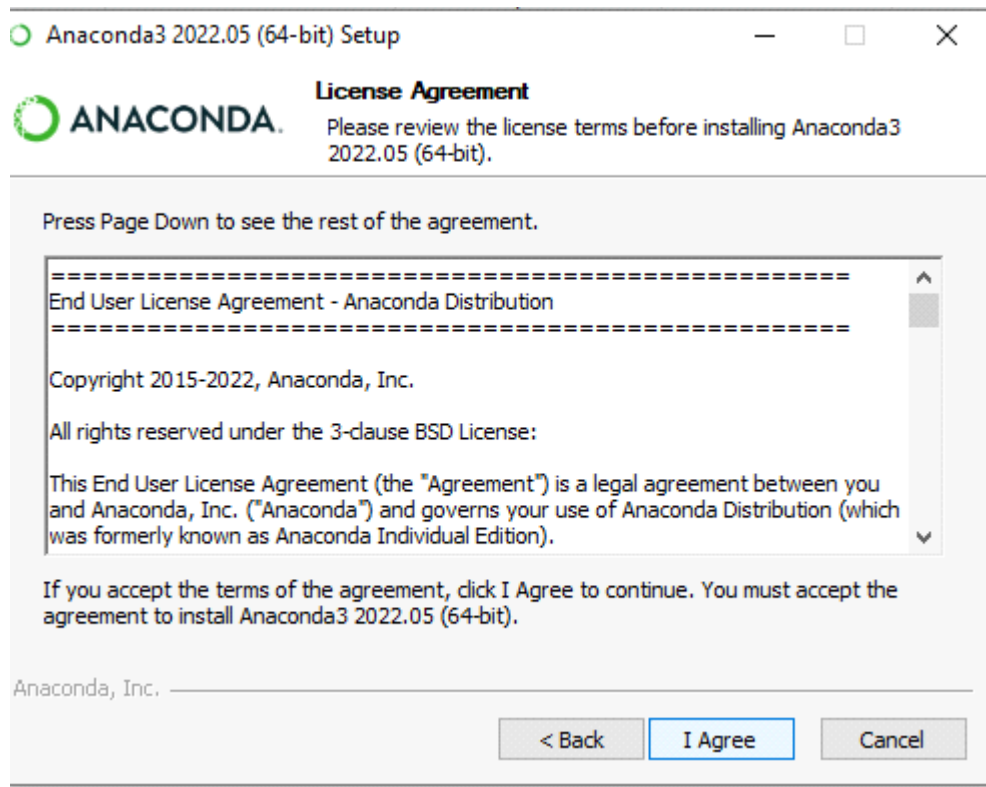 Anaconda3 2022.05 (64-bit) Setup
ANACONDA.
License Agreement
Please review the license terms before installing Anaconda3
2022.05 (64-bit).
Press Page Down to see the rest of the agreement.
==================================================
End User License Agreement - Anaconda Distribution
==================================================
Copyright 2015-2022, Anaconda, Inc.
All rights reserved under the 3-clause BSD License:
This End User License Agreement (the "Agreement") is a legal agreement between you
and Anaconda, Inc. ("Anaconda") and governs your use of Anaconda Distribution (which
was formerly known as Anaconda Individual Edition).
If you accept the terms of the agreement, click I Agree to continue. You must accept the
agreement to install Anaconda3 2022.05 (64-bit).
Anaconda, Inc.
< Back
I Agree
Cancel